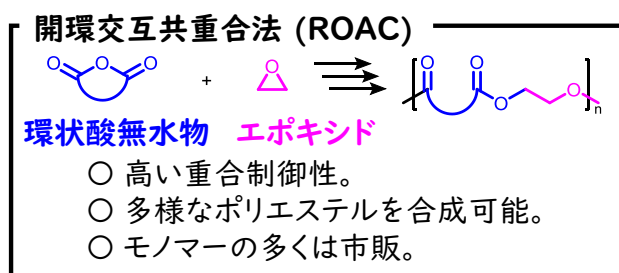 開環交互共重合法 (ROAC)
O O O + O O O O O n
環状酸無水物 エポキシド
○ 高い重合制御性。
○ 多様なポリエステルを合成可能。
○ モノマーの多くは市販。